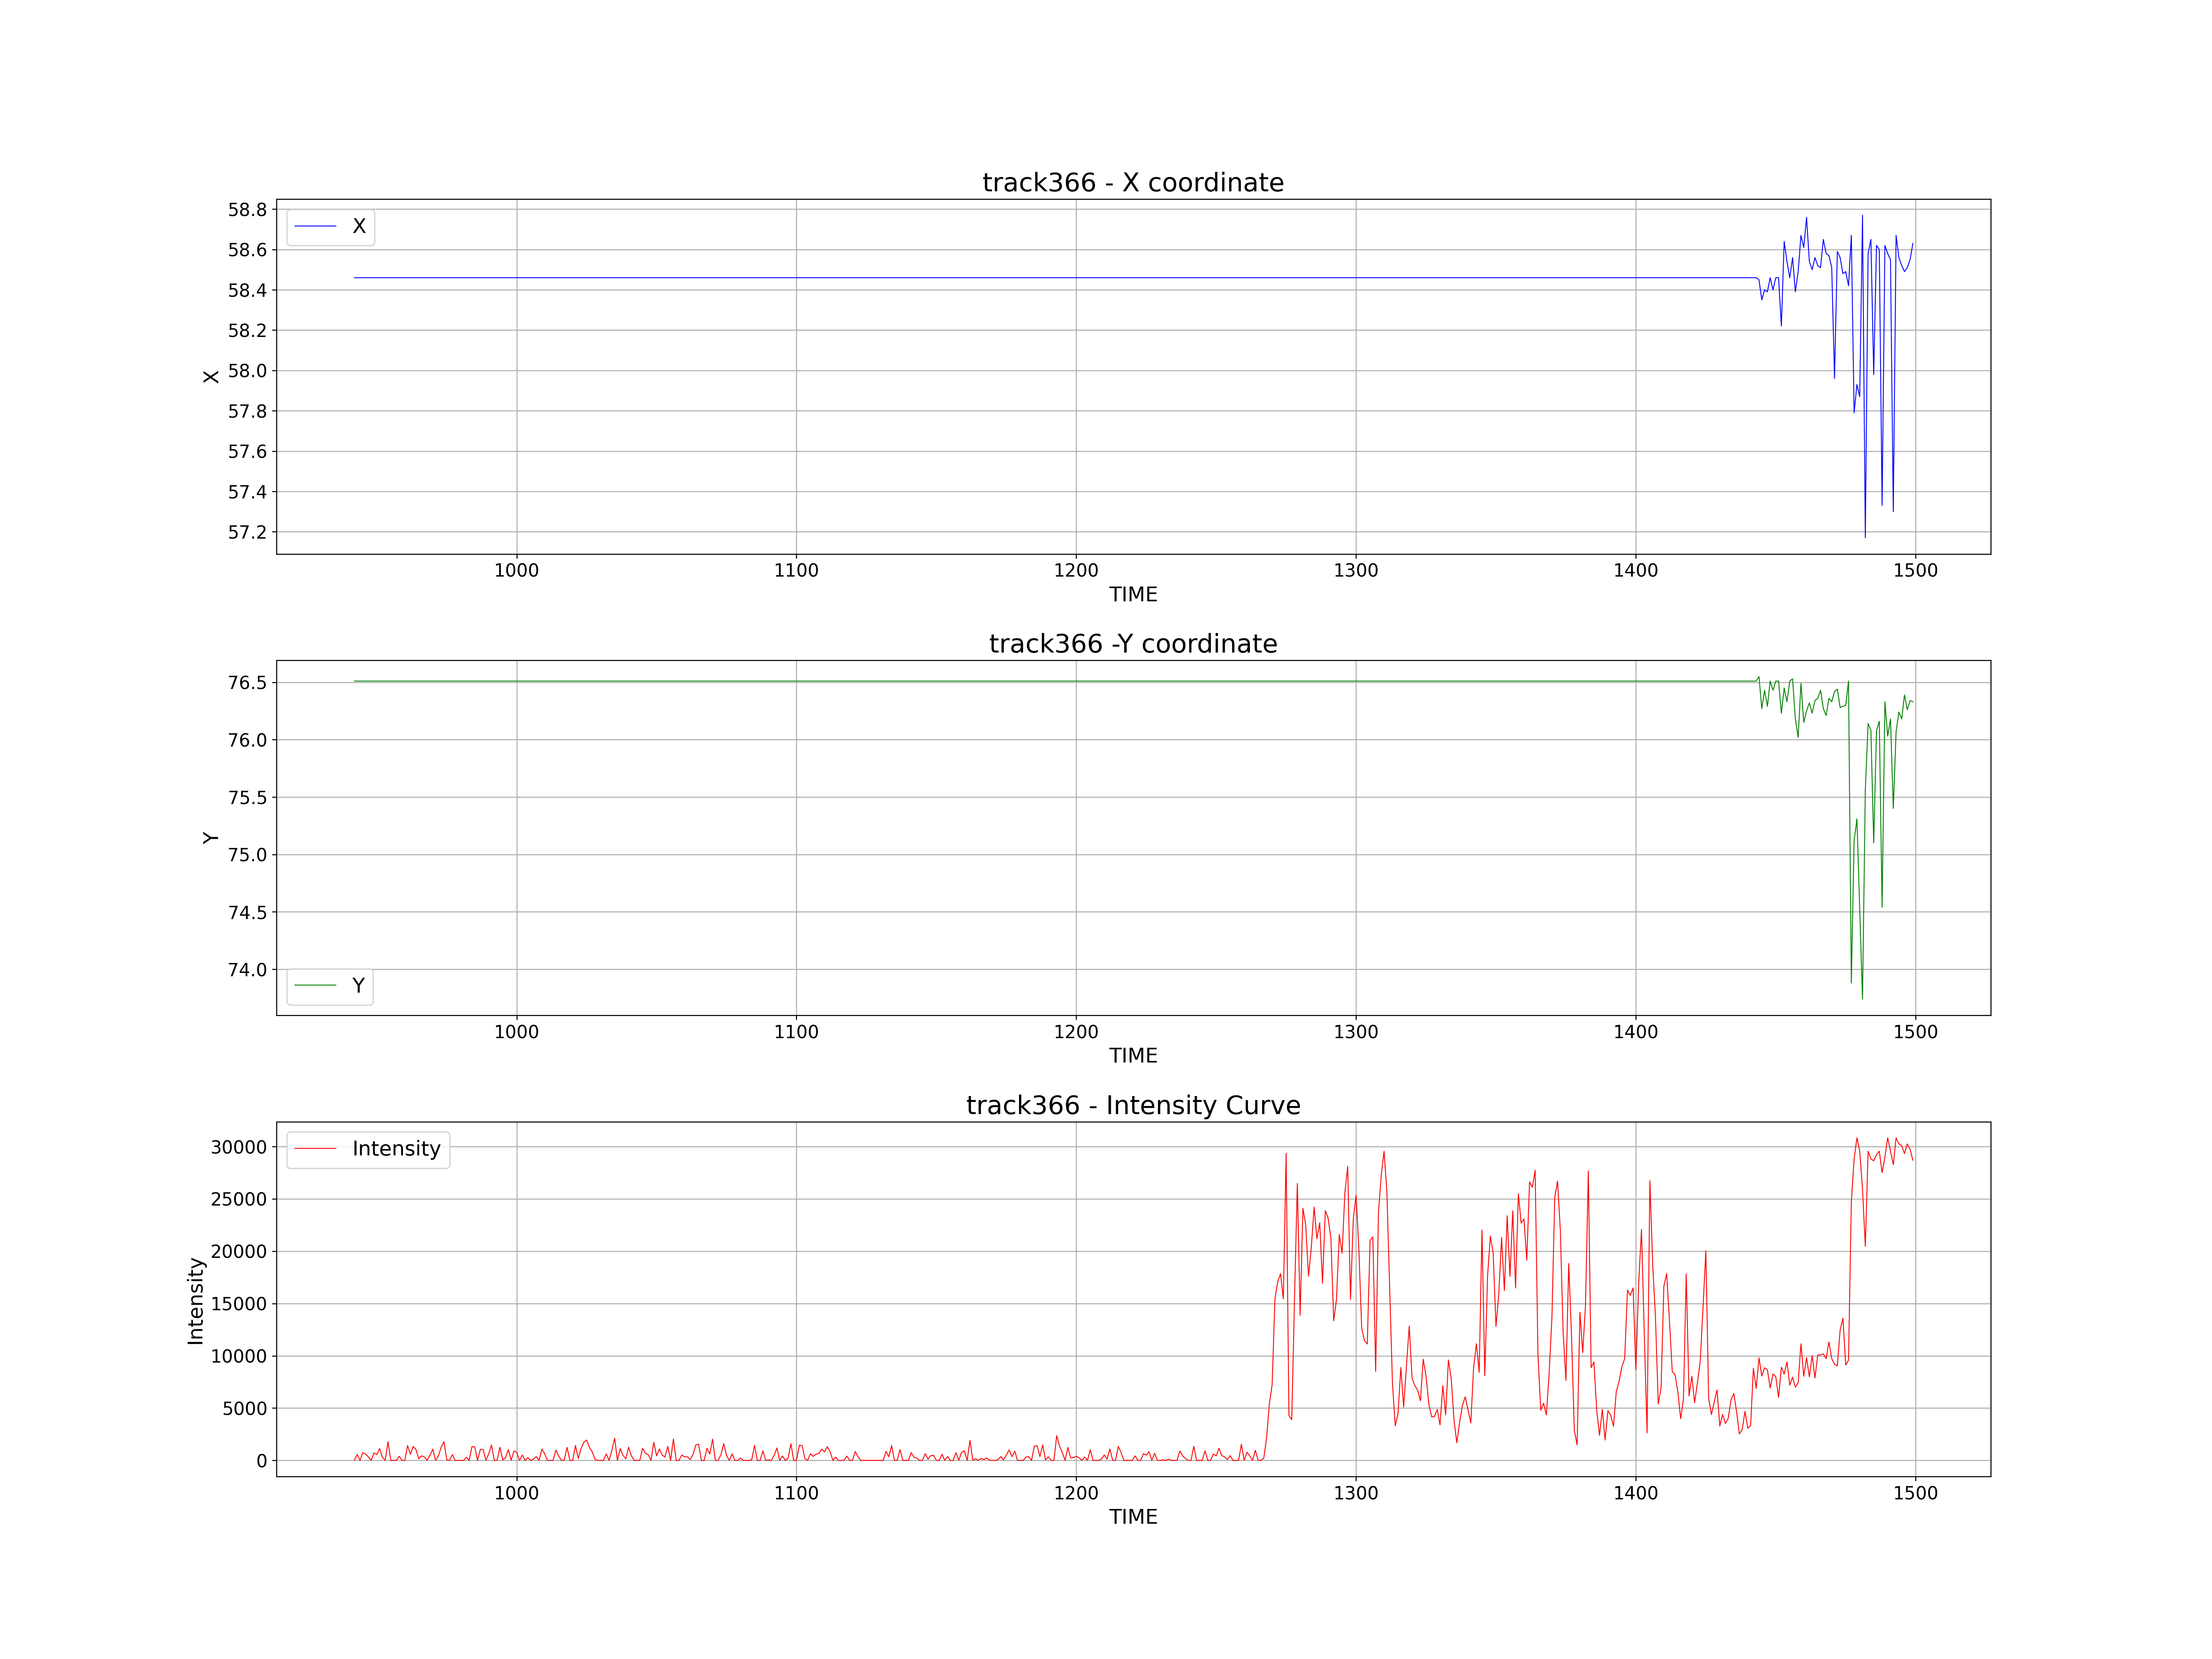 track366 - X coordinate
X
58.8
58.6
58.4
58.2
58.0
57.8
57.6
57.4
57.2
X
1000 1100 1200 1300 1400 1500
TIME
track366 -Y coordinate
76.5
76.0
75.5
75.0
74.5
74.0
Y
Y
1000 1100 1200 1300 1400 1500
TIME
track366 - Intensity Curve
Intensity
30000
25000
20000
15000
10000
5000
0
Intensity
1000 1100 1200 1300 1400 1500
TIME